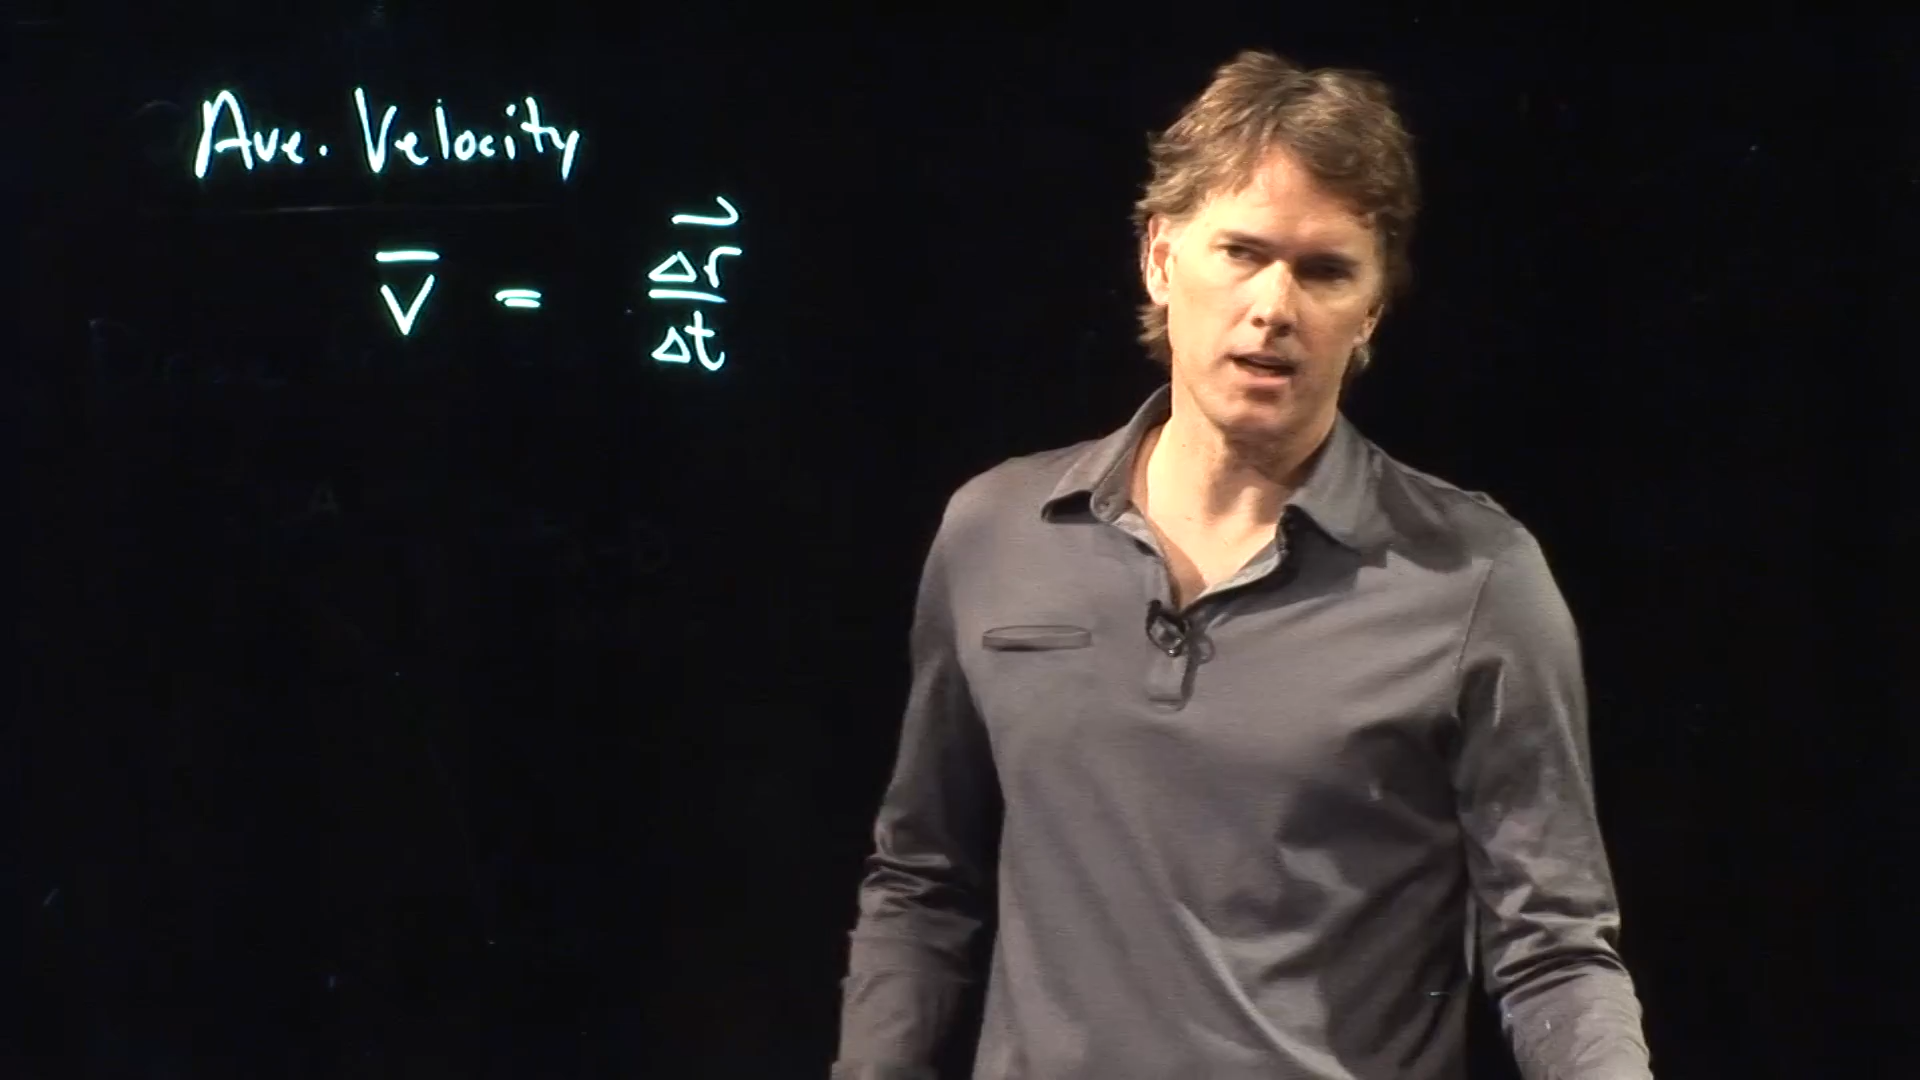 Ave. Velocity
v̅ = Δr⃗/Δt